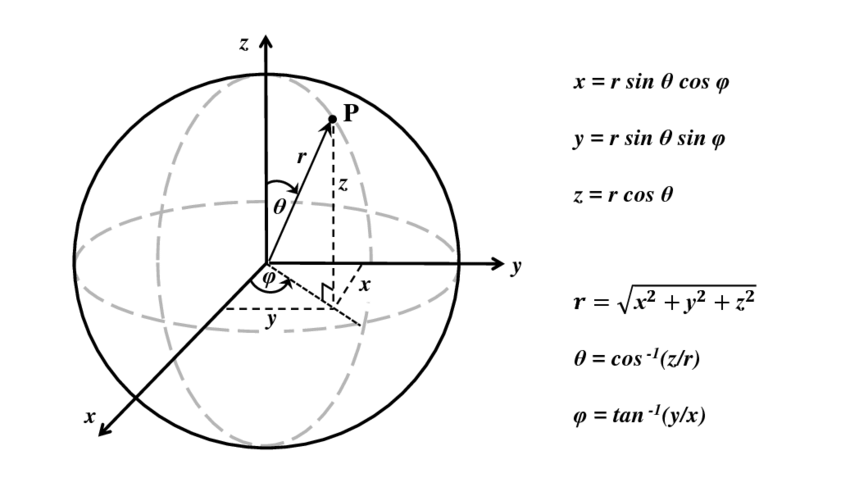 z
P
r
z
θ
y
φ
x
y
x
x = r sin θ cos φ
y = r sin θ sin φ
z = r cos θ
r = √x² + y² + z²
θ = cos⁻¹(z/r)
φ = tan⁻¹(y/x)